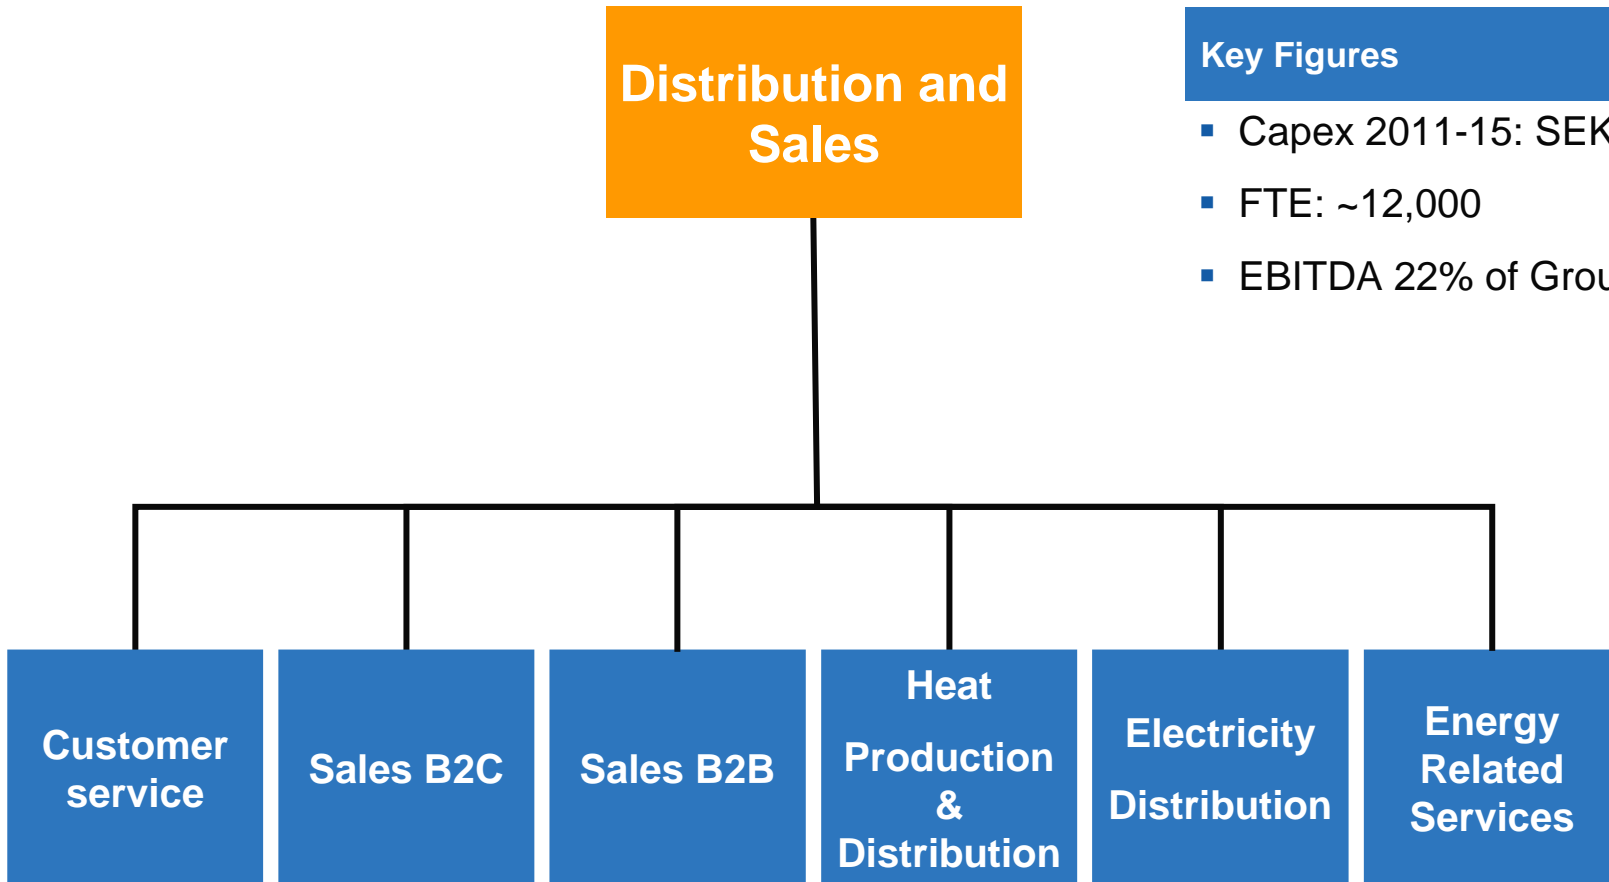 Distribution and
Sales
Key Figures
▪ Capex 2011-15: SEK
▪ FTE: ~12,000
▪ EBITDA 22% of
Customer
service
Sales B2C
Sales B2B
Heat
Production
&
Distribution
Electricity
Distribution
Energy
Related
Services